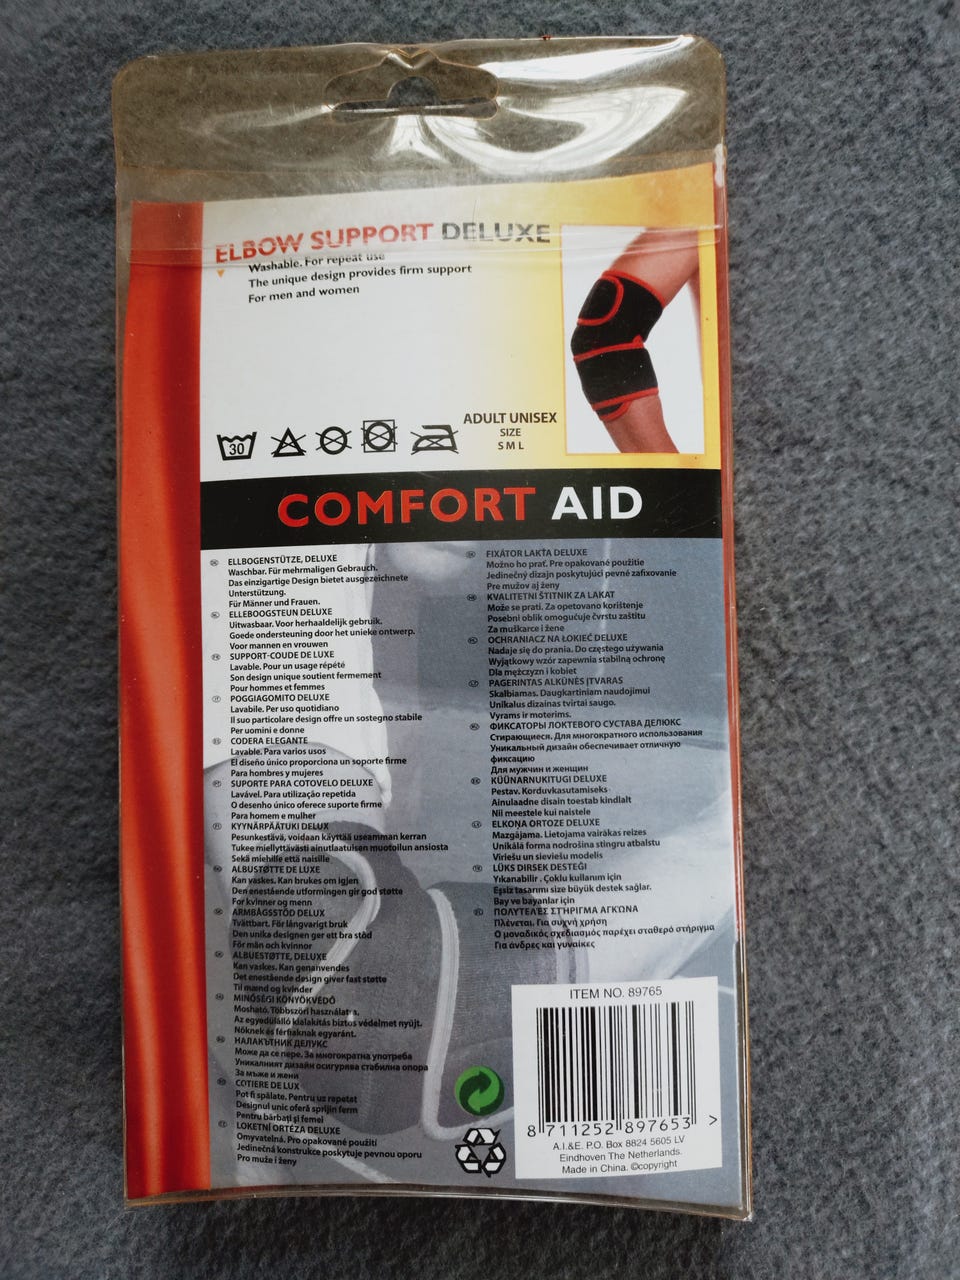 ELBOW SUPPORT DELUXE
Washable. For repeat use
The unique design provides firm support
For men and women
30
ADULT UNISEX
SIZE
S M L
COMFORT AID
ELLBOGENSTÜTZE, DELUXE
Waschbar. Für mehrmaligen Gebrauch.
Das einzigartige Design bietet ausgezeichnete
Unterstützung.
Für Männer und Frauen.
ELLEBOOGSTEUN DELUXE
Uitwasbaar. Voor herhaaldelijk gebruik.
Goede ondersteuning door het unieke ontwerp.
Voor mannen en vrouwen
SUPPORT-COUDE DE LUXE
Lavable. Pour un usage répété
Son design unique soutient fermement
Pour hommes et femmes
POGGIAGOMITO DELUXE
Lavabile. Per uso quotidiano
Il suo particolare design offre un sostegno stabile
Per uomini e donne
CODERA ELEGANTE
Lavable. Para varios usos
El diseño único proporciona un soporte firme
Para hombres y mujeres
SUPORTE PARA COTOVELO DELUXE
Lavável. Para utilização repetida
O desenho único oferece suporte firme
Para homem e mulher
KYYNÄRPÄÄTUKI DELUX
Pesunkestävä, voidaan käyttää useamman kerran
Tukee miellyttävästi ainutlaatuisen muotoilun ansiosta
Sekä miehille että naisille
ALBUSTØTTE DE LUXE
Kan vaskes. Kan brukes om igjen
Den enestående utformingen gir god støtte
For kvinner og menn
ARMBÅGSSTÖD DELUX
Tvättbart. För långvarigt bruk
Den unika designen ger ett bra stöd
För män och kvinnor
ALBUESTØTTE, DELUXE
Kan vaskes. Kan genanvendes
Det enestående design giver fast støtte
Til mænd og kvinder
MINŐSÉGI KÖNYÖKVÉDŐ
Mosható. Többszöri használatra.
Az egyedülálló kialakítás biztos védelmet nyújt.
Nőknek és férfiaknak egyaránt.
НАЛАКЪТНИК ДЕЛУКС
Може да се пере. За многократна употреба
Уникалният дизайн осигурява стабилна опора
За мъже и жени
COTIERE DE LUX
Pot fi spălate. Pentru uz repetat
Designul unic oferă sprijin ferm
Pentru bărbați și femei
LOKETNÍ ORTÉZA DELUXE
Omyvatelná. Pro opakované použití
Jedinečná konstrukce poskytuje pevnou oporu
Pro muže i ženy
FIXÁTOR LAKŤA DELUXE
Možno ho prať. Pre opakované použitie
Jedinečný dizajn poskytujúci pevné zafixovanie
Pre mužov aj ženy
KVALITETNI ŠTITNIK ZA LAKAT
Može se prati. Za opetovano korištenje
Posebni oblik omogućuje čvrstu zaštitu
Za muškarce i žene
OCHRANIACZ NA ŁOKIEĆ DELUXE
Nadaje się do prania. Do częstego używania
Wyjątkowy wzór zapewnia stabilną ochronę
Dla mężczyzn i kobiet
PAGERINTAS ALKŪNĖS ĮTVARAS
Skalbiamas. Daugkartiniam naudojimui
Unikalus dizainas tvirtai saugo.
Vyrams ir moterims.
ФИКСАТОРЫ ЛОКТЕВОГО СУСТАВА ДЕЛЮКС
Стирающиеся. Для многократного использования
Уникальный дизайн обеспечивает отличную
фиксацию
Для мужчин и женщин
KÜÜNARNUKITUGI DELUXE
Pestav. Korduvkasutamiseks
Ainulaadne disain toestab kindlalt
Nii meestele kui naistele
ELKOŅA ORTOZE DELUXE
Mazgājama. Lietojama vairākas reizes
Unikālā forma nodrošina stingru atbalstu
Vīriešu un sieviešu modelis
LÜKS DIRSEK DESTEĞI
Yıkanabilir . Çoklu kullanım için
Eşsiz tasarımı size büyük destek sağlar.
Bay ve bayanlar için
ΠΟΛΥΤΕΛΕΣ ΣΤΗΡΙΓΜΑ ΑΓΚΩΝΑ
Πλένεται. Για συχνή χρήση
Ο μοναδικός σχεδιασμός παρέχει σταθερό στήριγμα
Για άνδρες και γυναίκες
ITEM NO. 89765
8 711252 897653 >
A.I.&E. P.O. Box 8824 5605 LV
Eindhoven The Netherlands.
Made in China. ©copyright